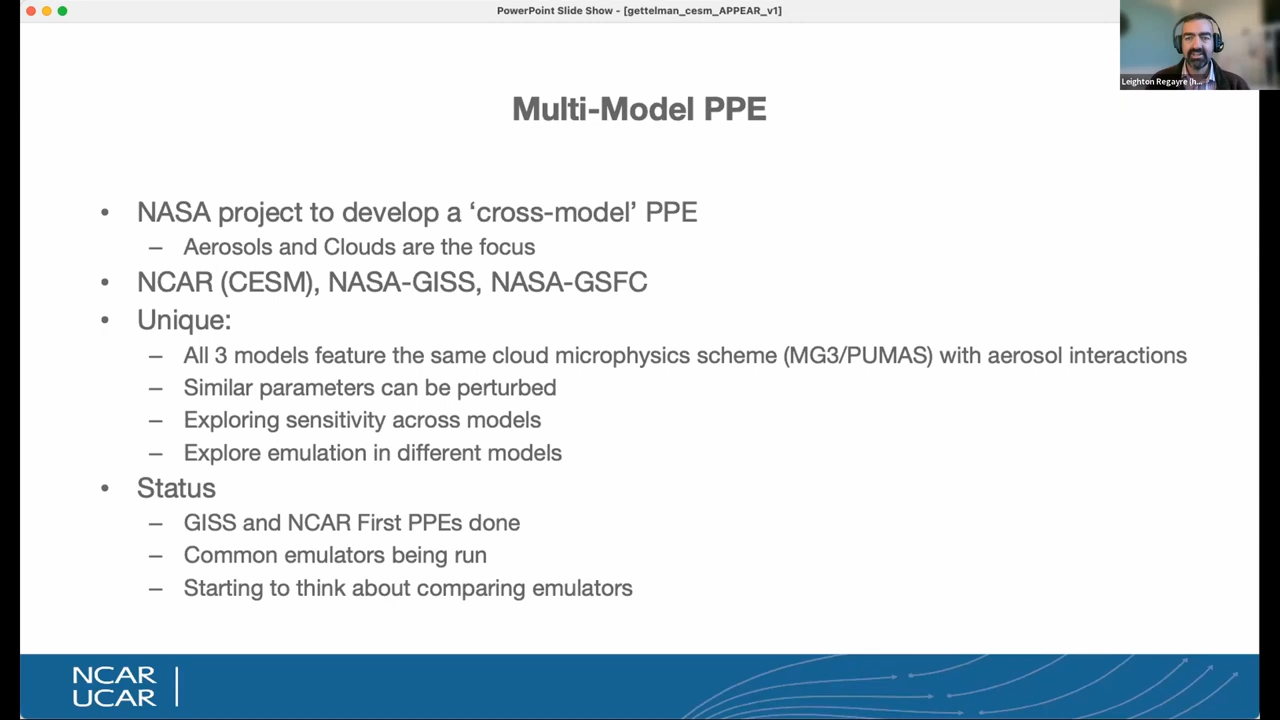 PowerPoint Slide Show - [gettelman_cesm_APPEAR_v1]
Leighton Regayre (h...
Multi-Model PPE
• NASA project to develop a ‘cross-model’ PPE
– Aerosols and Clouds are the focus
• NCAR (CESM), NASA-GISS, NASA-GSFC
• Unique:
– All 3 models feature the same cloud microphysics scheme (MG3/PUMAS) with aerosol interactions
– Similar parameters can be perturbed
– Exploring sensitivity across models
– Explore emulation in different models
• Status
– GISS and NCAR First PPEs done
– Common emulators being run
– Starting to think about comparing emulators
NCAR
UCAR